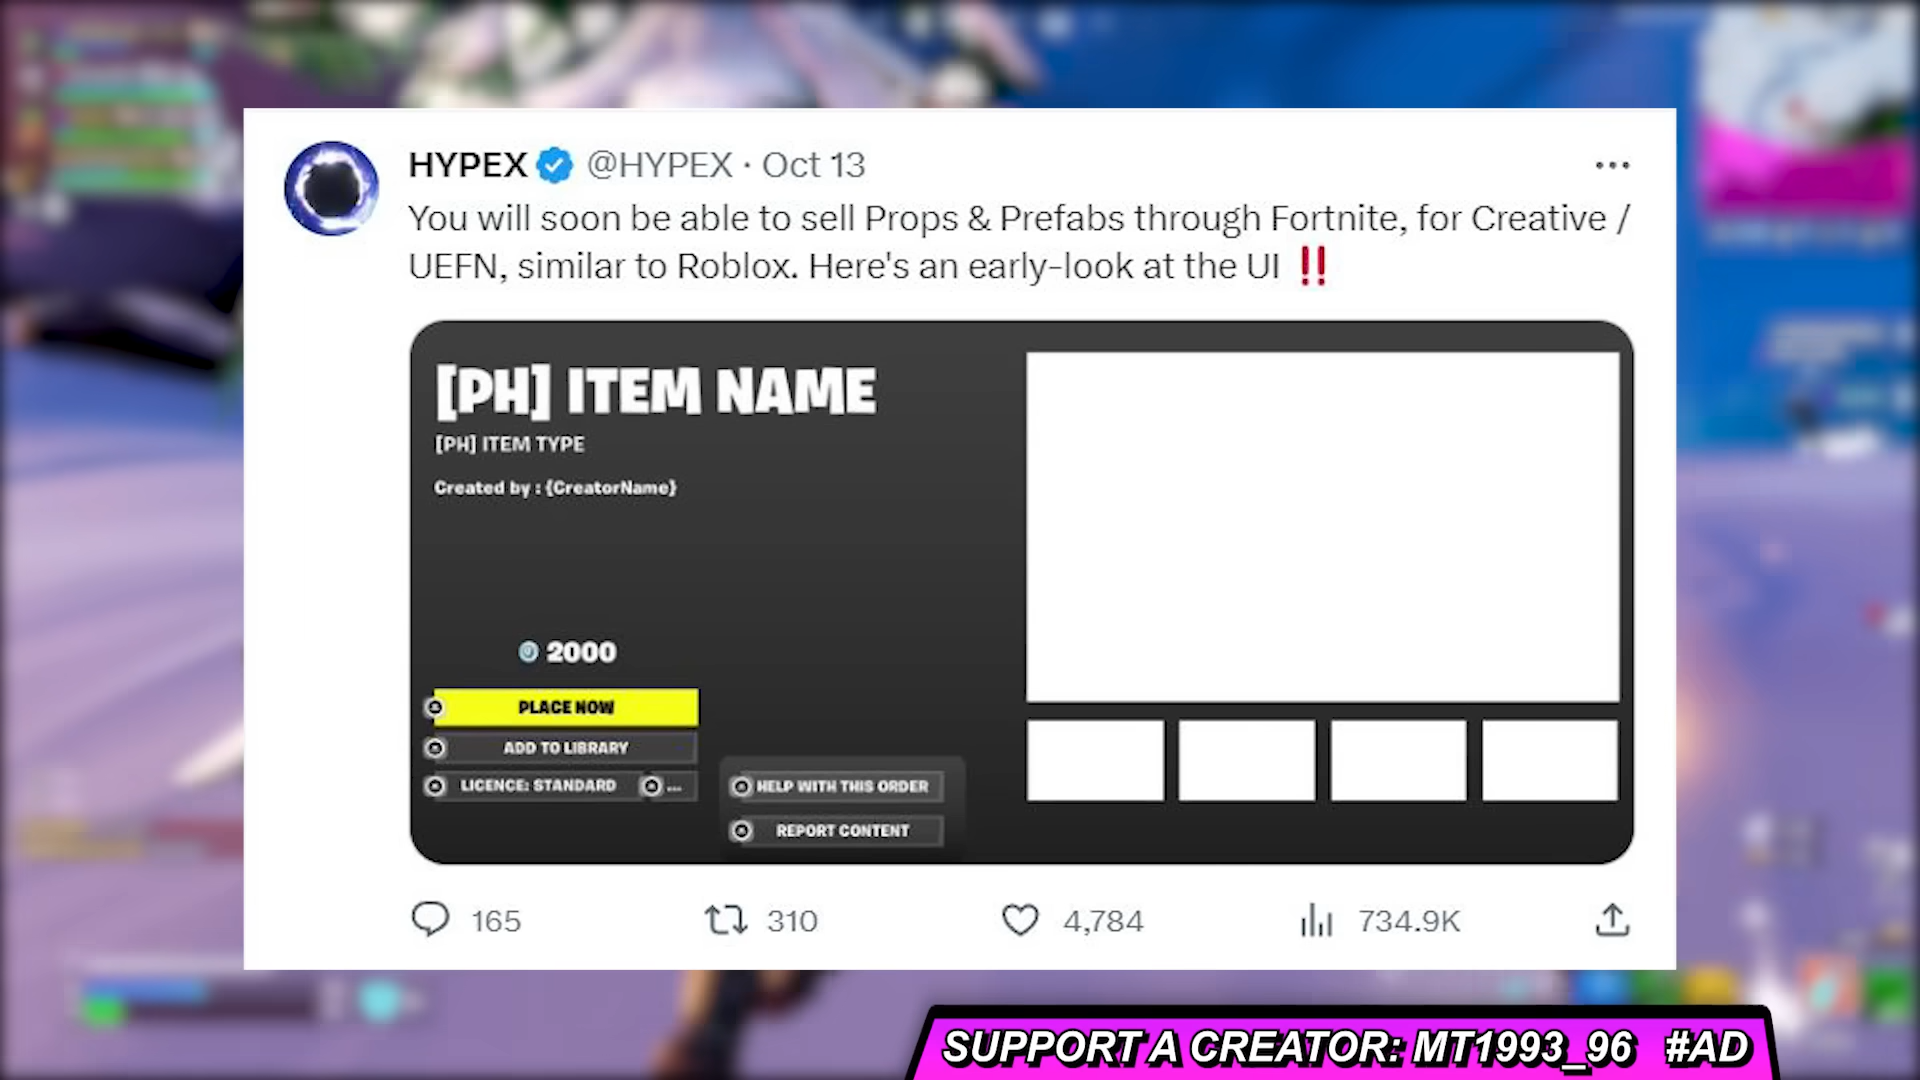 HYPEX @HYPEX · Oct 13
You will soon be able to sell Props & Prefabs through Fortnite, for Creative /
UEFN, similar to Roblox. Here's an early-look at the UI ‼️
[PH] ITEM NAME
[PH] ITEM TYPE
Created by : {CreatorName}
2000
PLACE NOW
ADD TO LIBRARY
LICENCE: STANDARD ...
HELP WITH THIS ORDER
REPORT CONTENT
165 310 4,784 734.9K
SUPPORT A CREATOR: MT1993_96 #AD